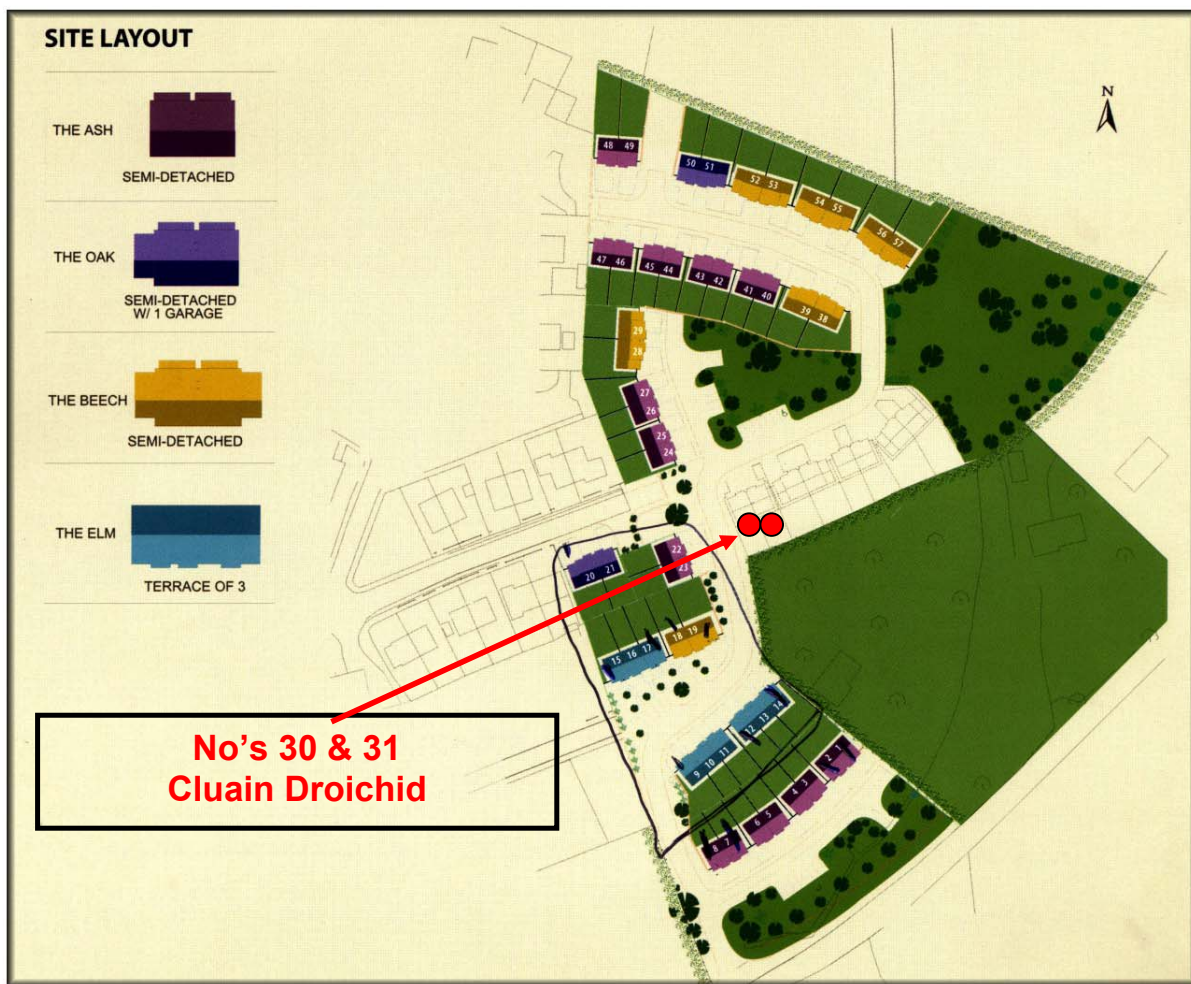 SITE LAYOUT
THE ASH
SEMI-DETACHED
THE OAK
SEMI-DETACHED
W/ 1 GARAGE
THE BEECH
SEMI-DETACHED
THE ELM
TERRACE OF 3
N
48 49
50 51
52 53
54 55
56 57
47 46
45 44
43 42
41 40
39 38
29
28
27
26
25
24
22
23
20 21
18 19
15 16 17
12 13 14
9 10 11
2 1
4 3
6 5
8 7
No's 30 & 31
Cluain Droichid